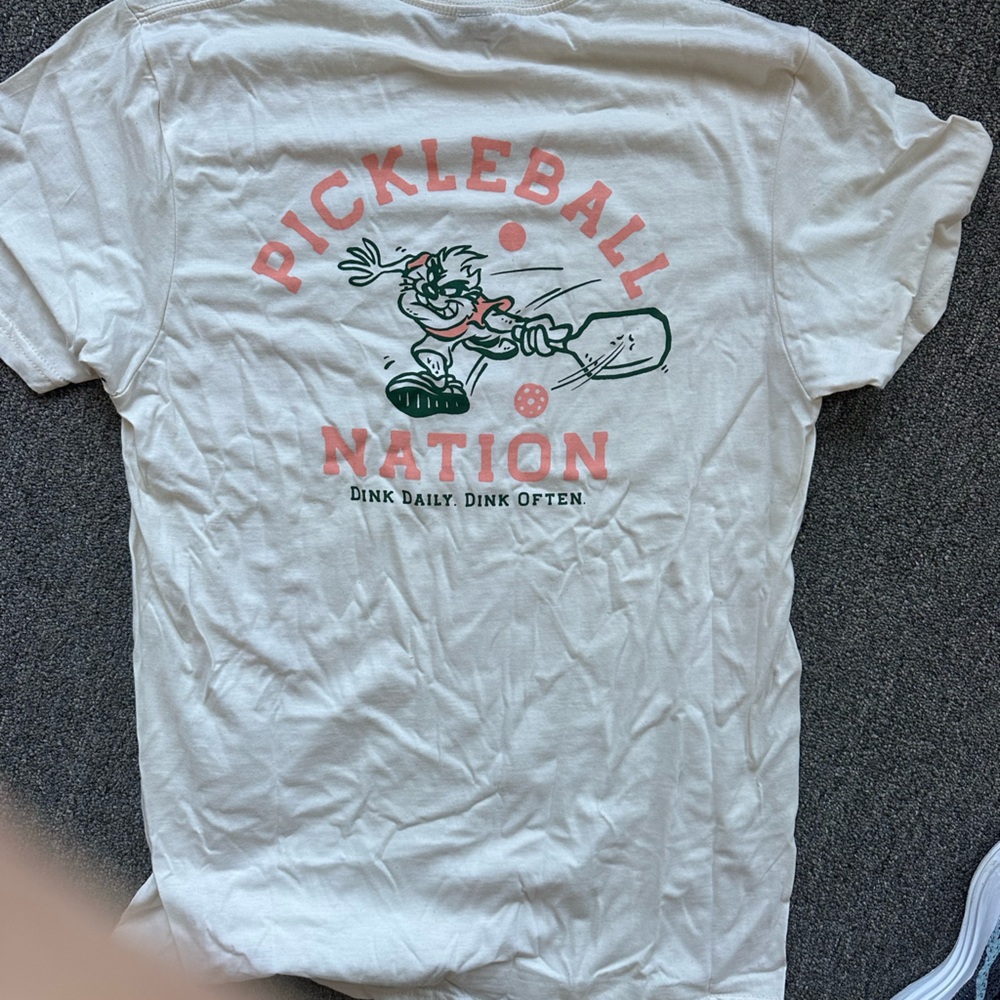 PICKLEBALL
NATION
DINK DAILY. DINK OFTEN.